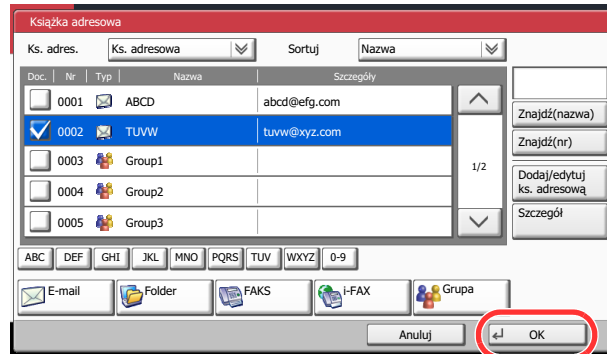 Książka adresowa
Ks. adres. Ks. adresowa Sortuj Nazwa
Doc. Nr Typ Nazwa Szczegóły
0001 ABCD abcd@efg.com
0002 TUVW tuvw@xyz.com
0003 Group1
0004 Group2
0005 Group3
1/2
Znajdź(nazwa)
Znajdź(nr)
Dodaj/edytuj
ks. adresową
Szczegół
ABC DEF GHI JKL MNO PQRS TUV WXYZ 0-9
E-mail Folder FAKS i-FAX Grupa
Anuluj OK